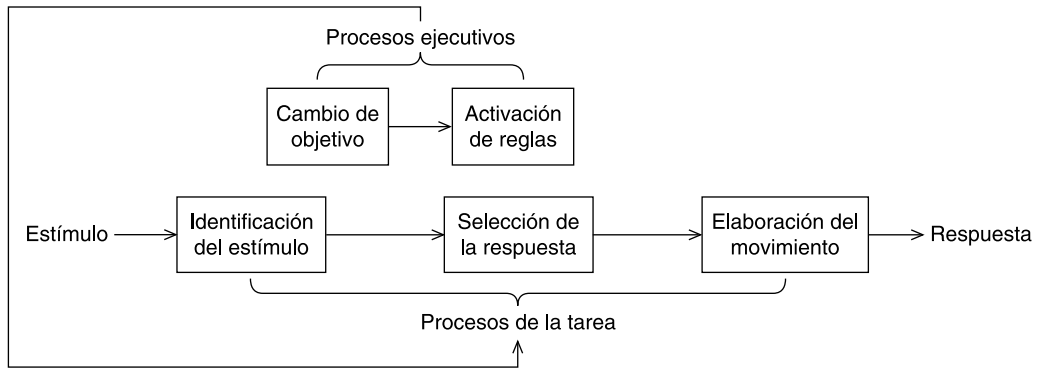 Procesos ejecutivos
Cambio de
objetivo
Activación
de reglas
Estímulo
Identificación
del estímulo
Selección de
la respuesta
Elaboración del
movimiento
Respuesta
Procesos de la tarea